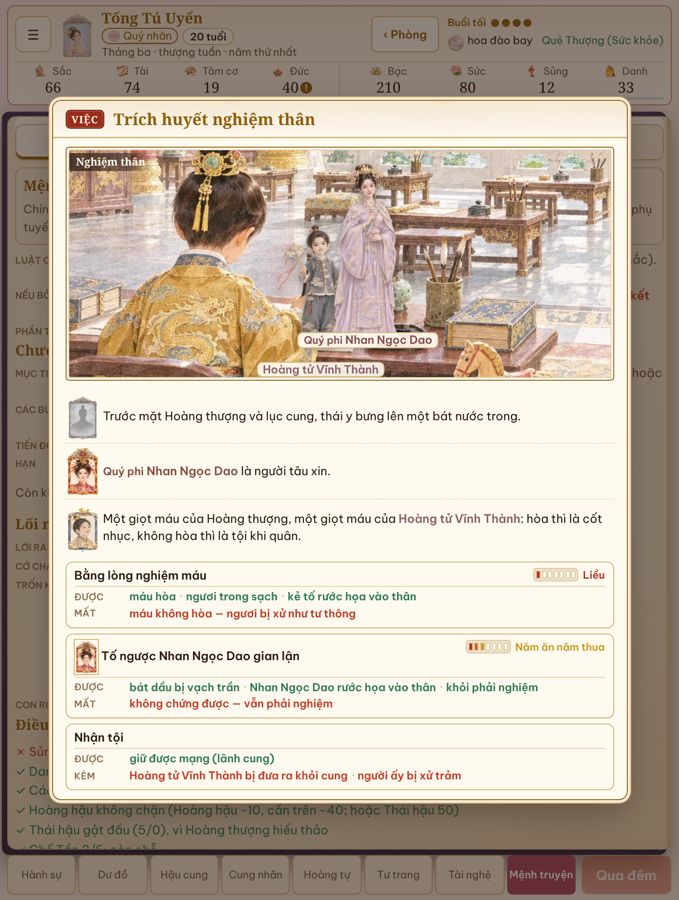 ☰
Tống Tú Uyển
Quý nhân
20 tuổi
Tháng ba · thượng tuần · năm thứ nhất
‹ Phòng
Buổi tối
hoa đào bay
Quẻ Thượng (Sức khỏe)
Sắc
Tài
Tâm cơ
Đức
Bạc
Sức
Sủng
Danh
66
74
19
40
210
80
12
33
VIỆC
Trích huyết nghiệm thân
Nghiệm thân
Quý phi Nhan Ngọc Dao
Hoàng tử Vĩnh Thành
Trước mặt Hoàng thượng và lục cung, thái y bưng lên một bát nước trong.
Quý phi Nhan Ngọc Dao là người tâu xin.
Một giọt máu của Hoàng thượng, một giọt máu của Hoàng tử Vĩnh Thành: hòa thì là cốt
nhục, không hòa thì là tội khi quân.
Bằng lòng nghiệm máu
Liều
ĐƯỢC
máu hòa · ngươi trong sạch · kẻ tố rước họa vào thân
MẤT
máu không hòa — ngươi bị xử như tư thông
Tố ngược Nhan Ngọc Dao gian lận
Năm ăn năm thua
ĐƯỢC
bát dầu bị vạch trần · Nhan Ngọc Dao rước họa vào thân · khỏi phải nghiệm
MẤT
không chứng được — vẫn phải nghiệm
Nhận tội
ĐƯỢC
giữ được mạng (lãnh cung)
KÈM
Hoàng tử Vĩnh Thành bị đưa ra khỏi cung · người ấy bị xử trảm
✓ Hoàng hậu không chặn (Hoàng hậu -10, cần trên -40; hoặc Thái hậu 50)
✓ Thái hậu gật đầu (5/0), vì Hoàng thượng hiếu thảo
Hành sự
Dư đồ
Hậu cung
Cung nhân
Hoàng tự
Tư trang
Tài nghệ
Mệnh truyện
Qua đêm